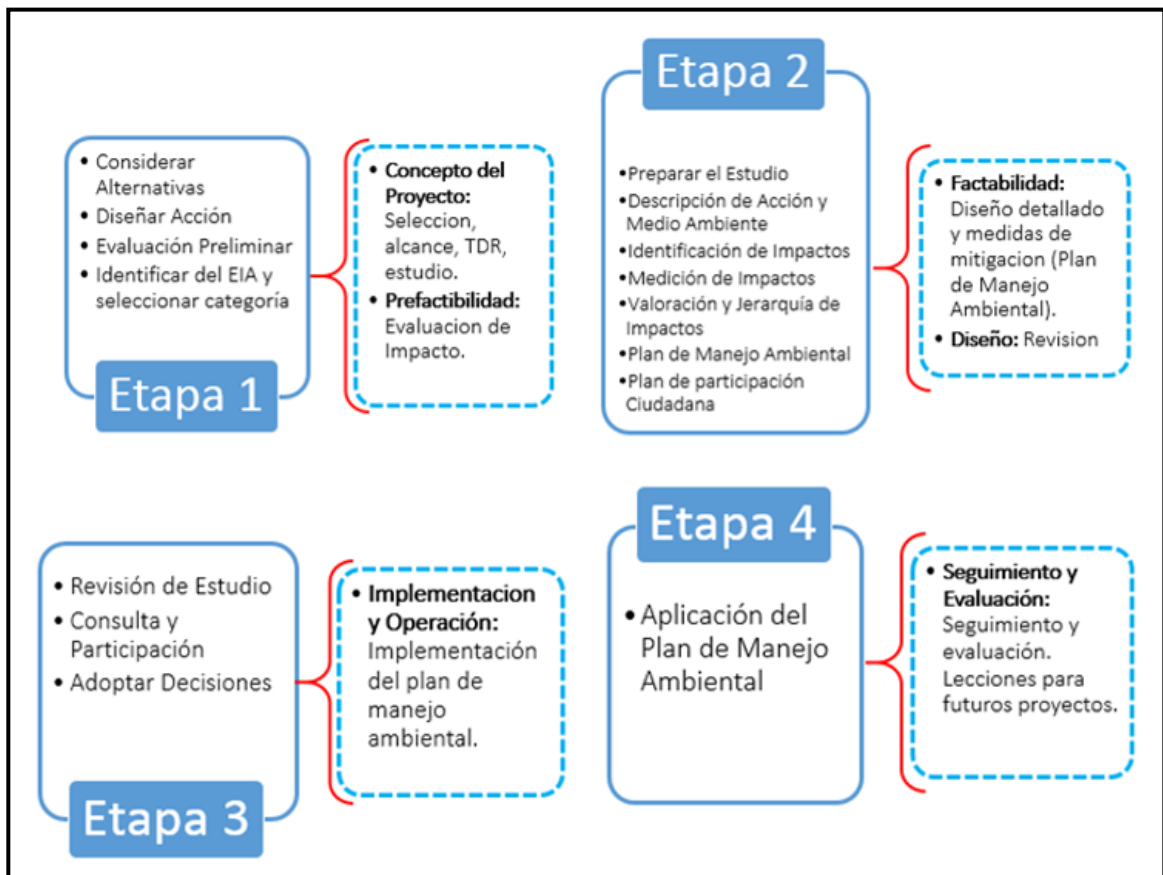 Etapa 1
• Considerar
Alternativas
• Diseñar Acción
• Evaluación Preliminar
• Identificar del EIA y
seleccionar categoría
• Concepto del
Proyecto:
Seleccion,
alcance, TDR,
estudio.
• Prefactibilidad:
Evaluacion de
Impacto.
Etapa 2
• Preparar el Estudio
• Descripción de Acción y
Medio Ambiente
• Identificación de Impactos
• Medición de Impactos
• Valoración y Jerarquía de
Impactos
• Plan de Manejo Ambiental
• Plan de participación
Ciudadana
• Factabilidad:
Diseño detallado
y medidas de
mitigacion (Plan
de Manejo
Ambiental).
• Diseño: Revision
Etapa 3
• Revisión de Estudio
• Consulta y
Participación
• Adoptar Decisiones
• Implementacion
y Operación:
Implementación
del plan de
manejo
ambiental.
Etapa 4
• Aplicación del
Plan de Manejo
Ambiental
• Seguimiento y
Evaluación:
Seguimiento y
evaluación.
Lecciones para
futuros proyectos.